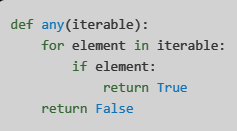 def any(iterable):
    for element in iterable:
        if element:
            return True
    return False